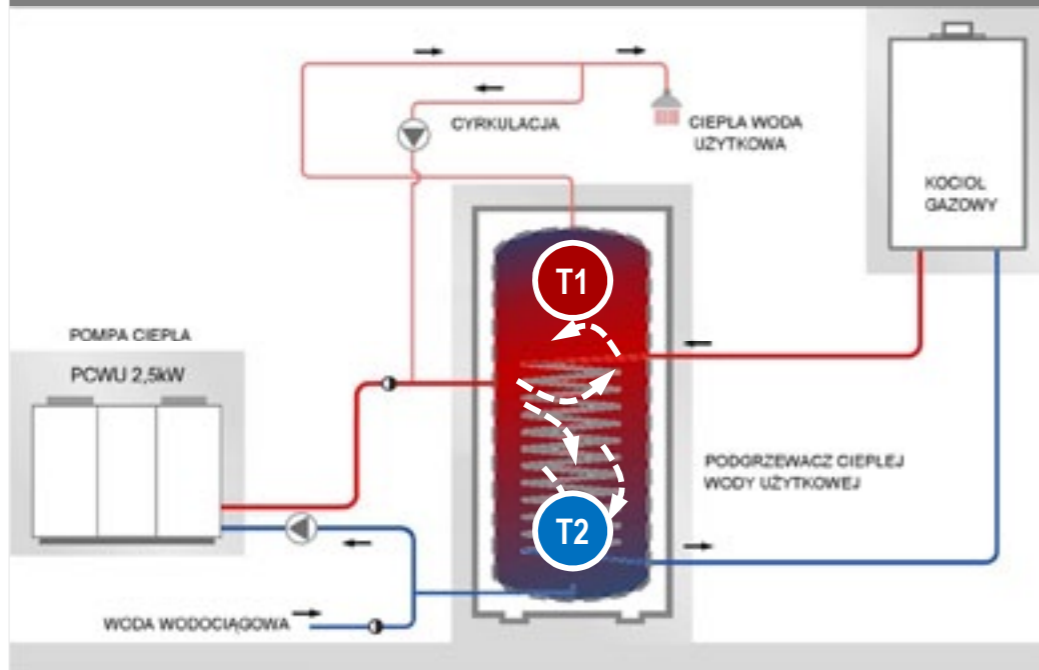 CYRKULACJA
CIEPŁA WODA
UŻYTKOWA
KOCIOŁ
GAZOWY
T1
POMPA CIEPŁA
PCWU 2,5kW
PODGRZEWACZ CIEPŁEJ
WODY UŻYTKOWEJ
T2
WODA WODOCIĄGOWA